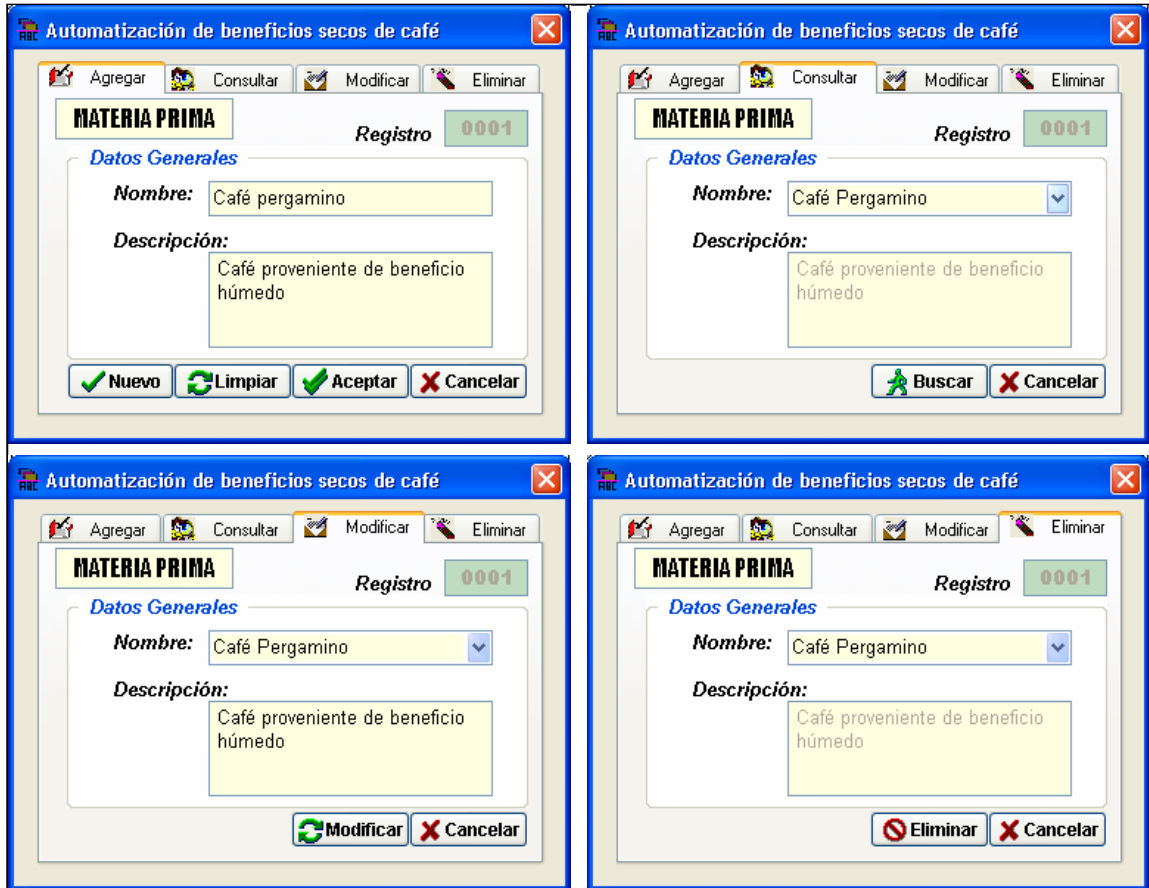 Automatización de beneficios secos de café
Agregar Consultar Modificar Eliminar
MATERIA PRIMA
Registro 0001
Datos Generales
Nombre: Café pergamino
Descripción:
Café proveniente de beneficio
húmedo
Nuevo Limpiar Aceptar Cancelar
Automatización de beneficios secos de café
Agregar Consultar Modificar Eliminar
MATERIA PRIMA
Registro 0001
Datos Generales
Nombre: Café Pergamino
Descripción:
Café proveniente de beneficio
húmedo
Buscar Cancelar
Automatización de beneficios secos de café
Agregar Consultar Modificar Eliminar
MATERIA PRIMA
Registro 0001
Datos Generales
Nombre: Café Pergamino
Descripción:
Café proveniente de beneficio
húmedo
Modificar Cancelar
Automatización de beneficios secos de café
Agregar Consultar Modificar Eliminar
MATERIA PRIMA
Registro 0001
Datos Generales
Nombre: Café Pergamino
Descripción:
Café proveniente de beneficio
húmedo
Eliminar Cancelar